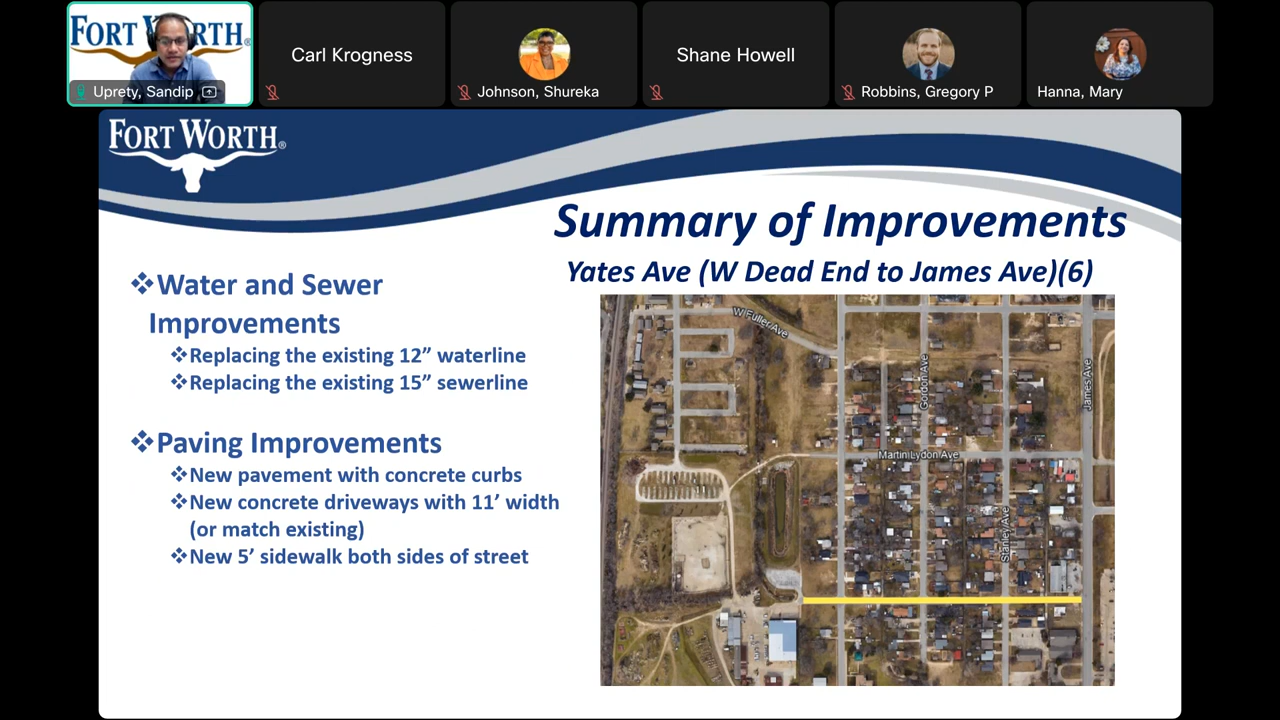 FORT WORTH®
Uprety, Sandip
Carl Krogness
Johnson, Shureka
Shane Howell
Robbins, Gregory P
Hanna, Mary
FORT WORTH®
Summary of Improvements
Yates Ave (W Dead End to James Ave)(6)
❖Water and Sewer
Improvements
❖Replacing the existing 12” waterline
❖Replacing the existing 15” sewerline
❖Paving Improvements
❖New pavement with concrete curbs
❖New concrete driveways with 11’ width
(or match existing)
❖New 5’ sidewalk both sides of street
W Fuller Ave
Gordon Ave
James Ave
Martin Lydon Ave
Stanley Ave